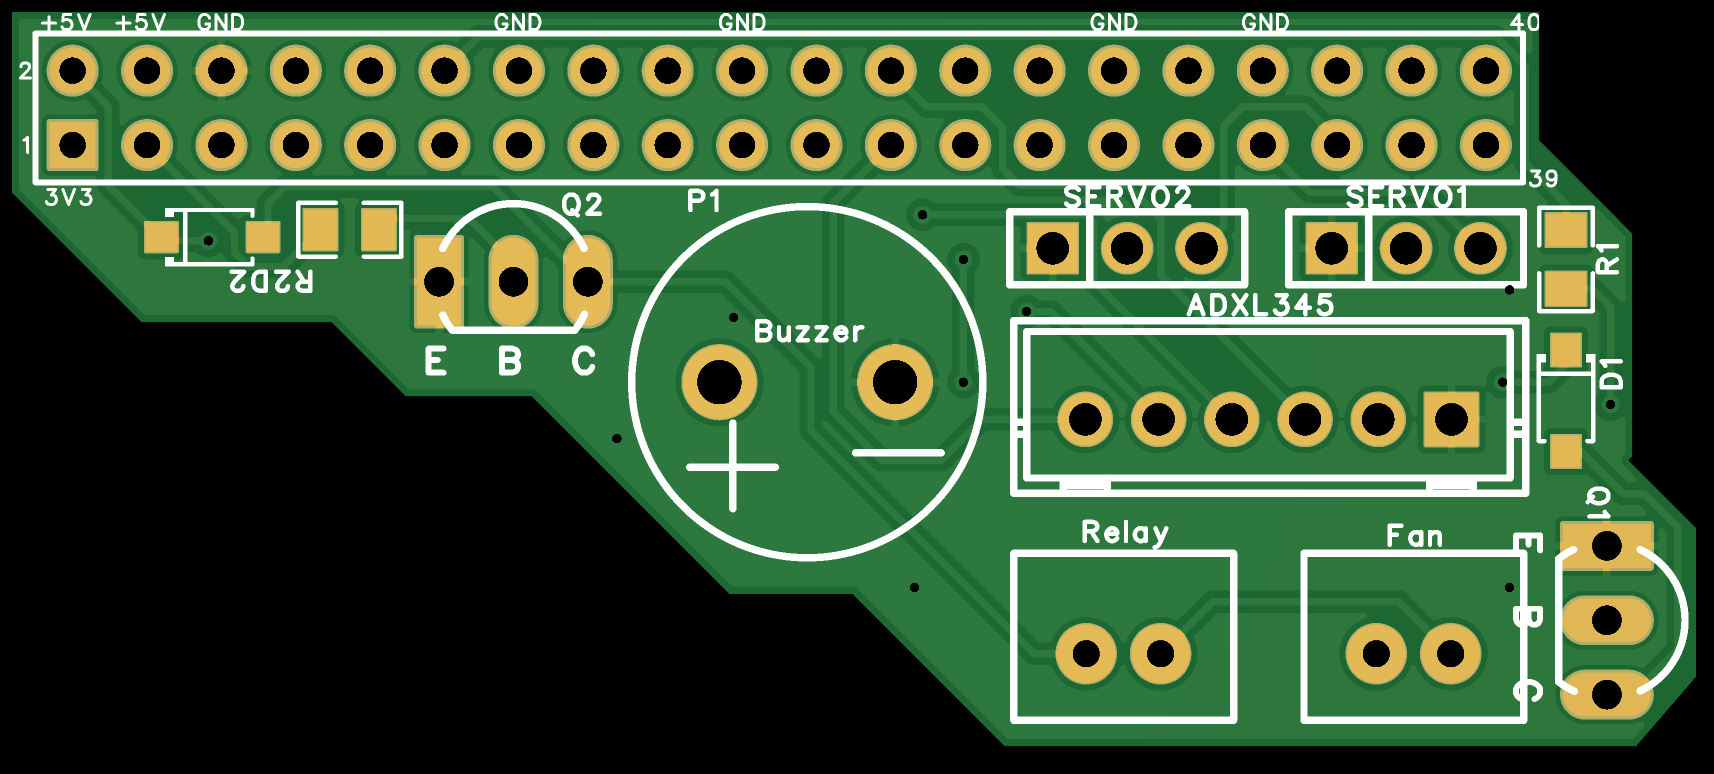 +5V +5V GND GND GND GND GND 40
2
1
3V3 39
Q2 P1 SERVO2 SERVO1
R1
R2D2
ADXL345
Buzzer
E B C
D1
Q1
Relay Fan
E
B
C